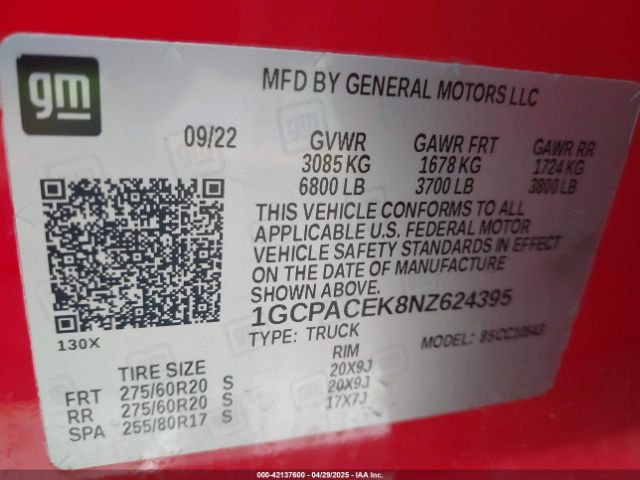 gm
MFD BY GENERAL MOTORS LLC
09/22 GVWR GAWR FRT GAWR RR
3085 KG 1678 KG 1724 KG
6800 LB 3700 LB 3800 LB
THIS VEHICLE CONFORMS TO ALL
APPLICABLE U.S. FEDERAL MOTOR
VEHICLE SAFETY STANDARDS IN EFFECT
ON THE DATE OF MANUFACTURE
SHOWN ABOVE.
1GCPACEK8NZ624395
130X
TYPE: TRUCK MODEL:
TIRE SIZE RIM
FRT 275/60R20 S 20X9J
RR 275/60R20 S 20X9J
SPA 255/80R17 S 17X7J
000-42137600 - 04/29/2025 - IAA Inc.